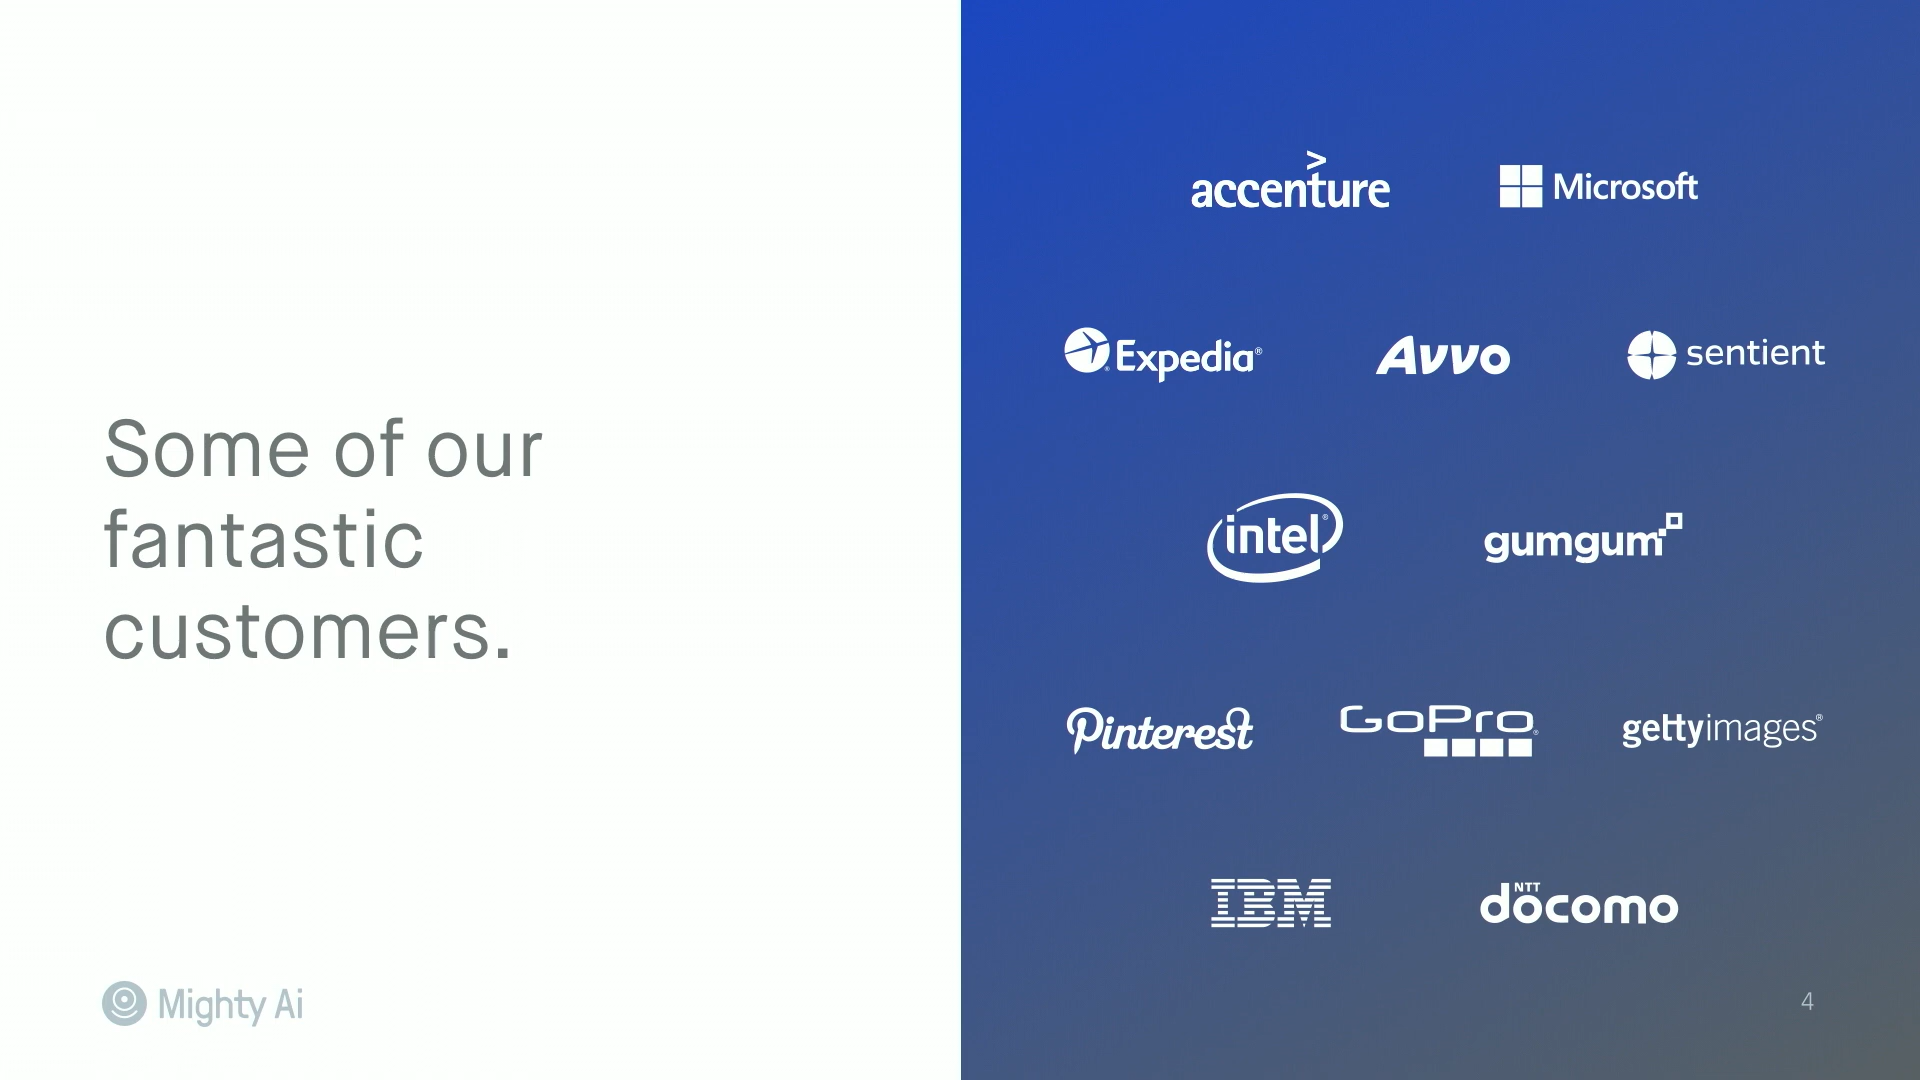 Some of our
fantastic
customers.
accenture
Microsoft
Expedia®
Avvo
sentient
intel®
gumgum
Pinterest
GoPro®
gettyimages®
IBM
NTT
docomo
Mighty Ai
4